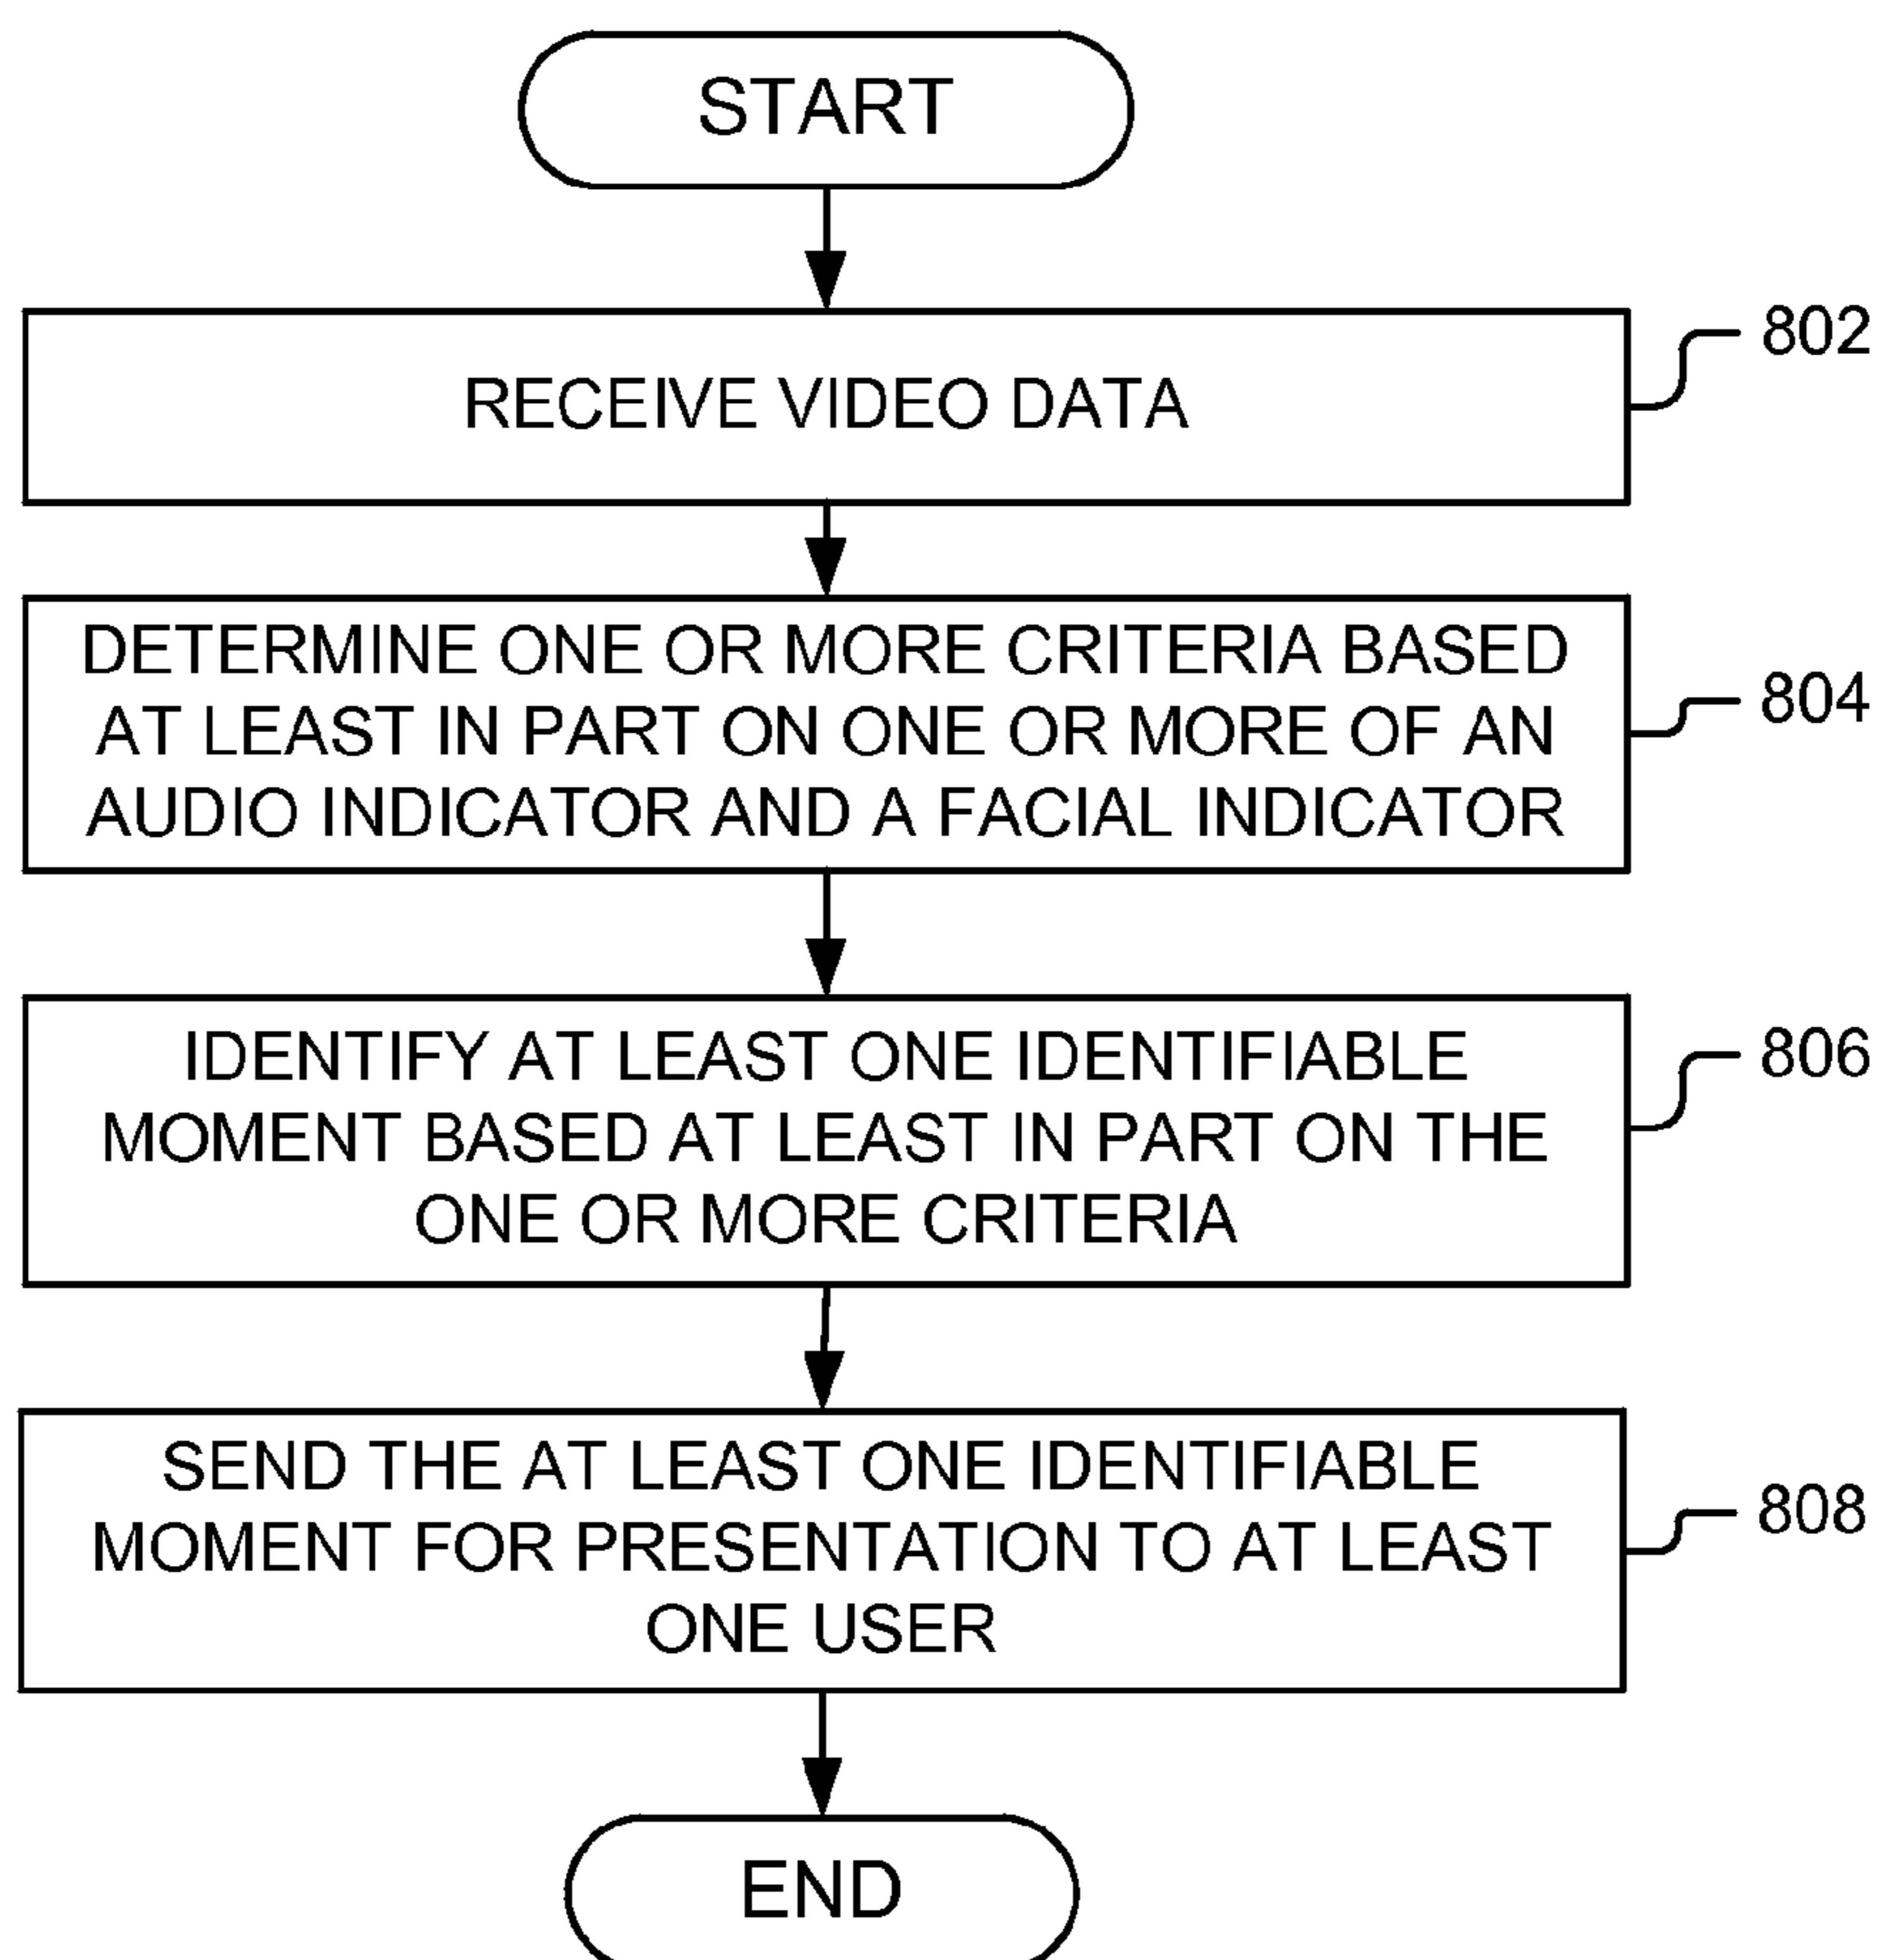 START
802
RECEIVE VIDEO DATA
DETERMINE ONE OR MORE CRITERIA BASED
AT LEAST IN PART ON ONE OR MORE OF AN
AUDIO INDICATOR AND A FACIAL INDICATOR
804
IDENTIFY AT LEAST ONE IDENTIFIABLE
MOMENT BASED AT LEAST IN PART ON THE
ONE OR MORE CRITERIA
806
SEND THE AT LEAST ONE IDENTIFIABLE
MOMENT FOR PRESENTATION TO AT LEAST
ONE USER
808
END